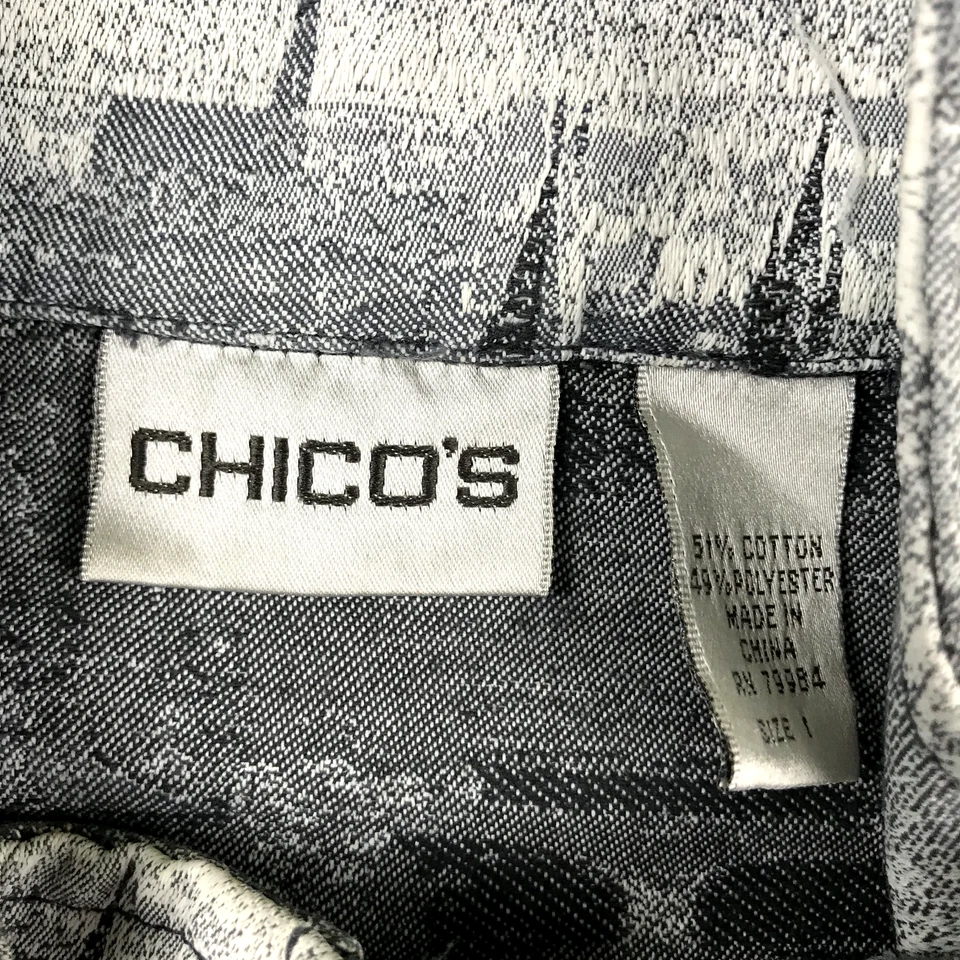 CHICO'S
51% COTTON
49% POLYESTER
MADE IN
CHINA
RN 79984
SIZE 1